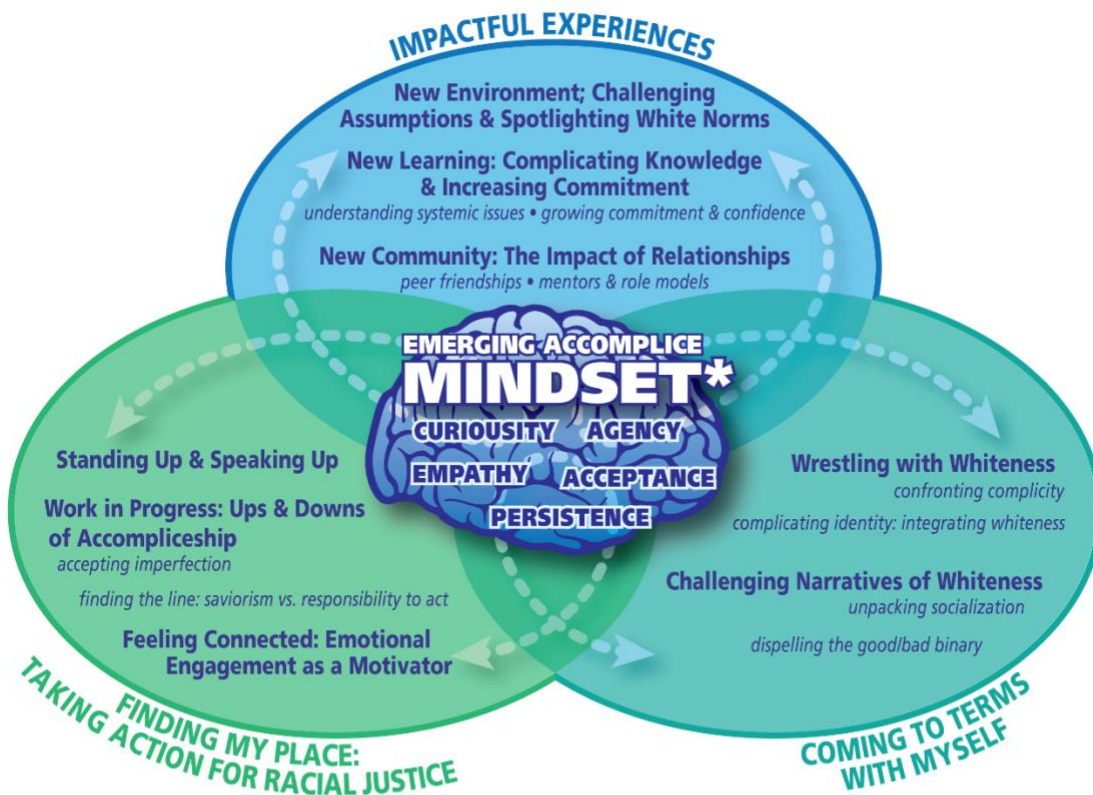 IMPACTFUL EXPERIENCES
New Environment; Challenging
Assumptions & Spotlighting White Norms
New Learning: Complicating Knowledge
& Increasing Commitment
understanding systemic issues • growing commitment & confidence
New Community: The Impact of Relationships
peer friendships • mentors & role models
EMERGING ACCOMPLICE
MINDSET*
CURIOUSITY AGENCY
EMPATHY ACCEPTANCE
PERSISTENCE
Standing Up & Speaking Up
Work in Progress: Ups & Downs
of Accompliceship
accepting imperfection
finding the line: saviorism vs. responsibility to act
Feeling Connected: Emotional
Engagement as a Motivator
FINDING MY PLACE:
TAKING ACTION FOR RACIAL JUSTICE
Wrestling with Whiteness
confronting complicity
complicating identity: integrating whiteness
Challenging Narratives of Whiteness
unpacking socialization
dispelling the good/bad binary
COMING TO TERMS
WITH MYSELF